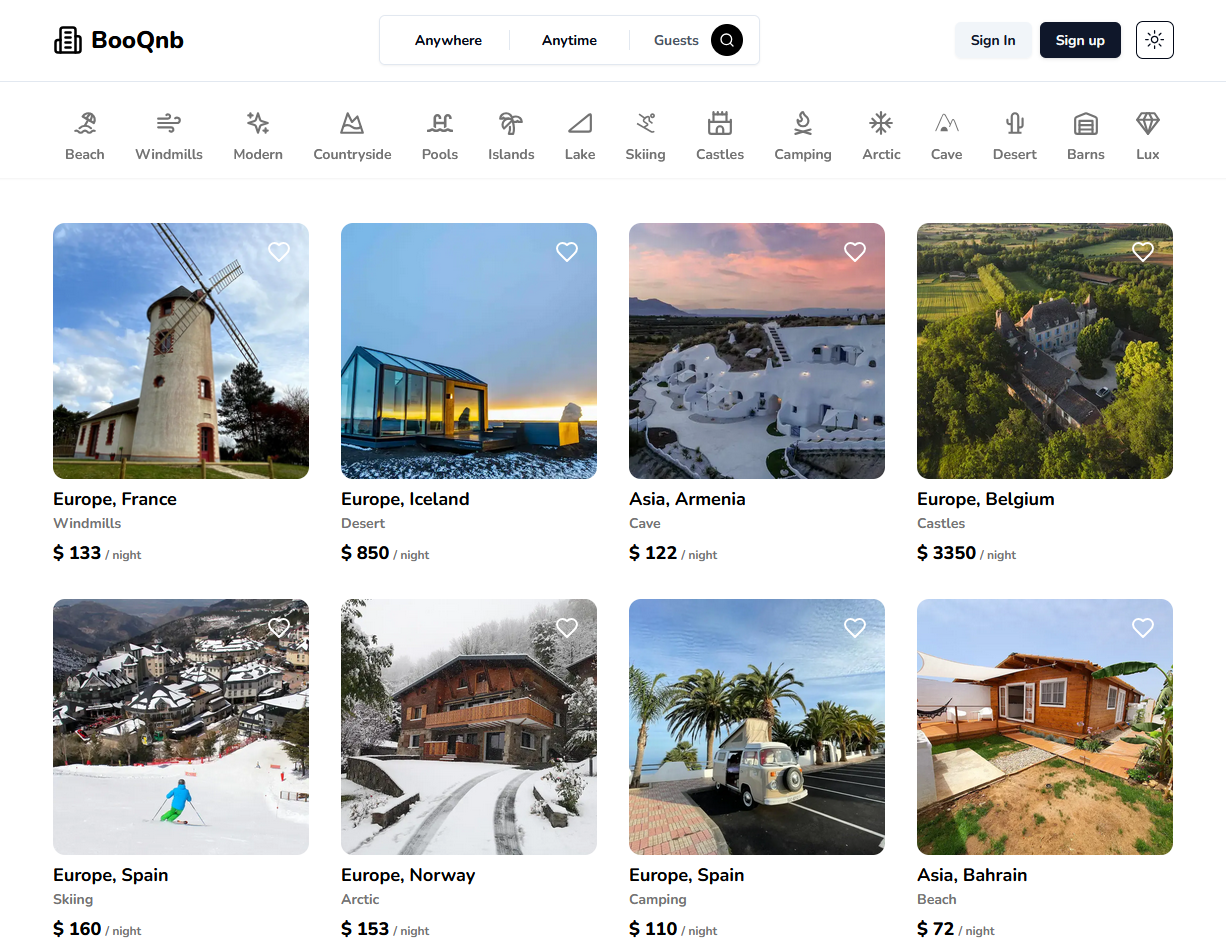 BooQnb
Anywhere
Anytime
Guests
Sign In
Sign up
Beach
Windmills
Modern
Countryside
Pools
Islands
Lake
Skiing
Castles
Camping
Arctic
Cave
Desert
Barns
Lux
Europe, France
Windmills
$ 133 / night
Europe, Iceland
Desert
$ 850 / night
Asia, Armenia
Cave
$ 122 / night
Europe, Belgium
Castles
$ 3350 / night
Europe, Spain
Skiing
$ 160 / night
Europe, Norway
Arctic
$ 153 / night
Europe, Spain
Camping
$ 110 / night
Asia, Bahrain
Beach
$ 72 / night